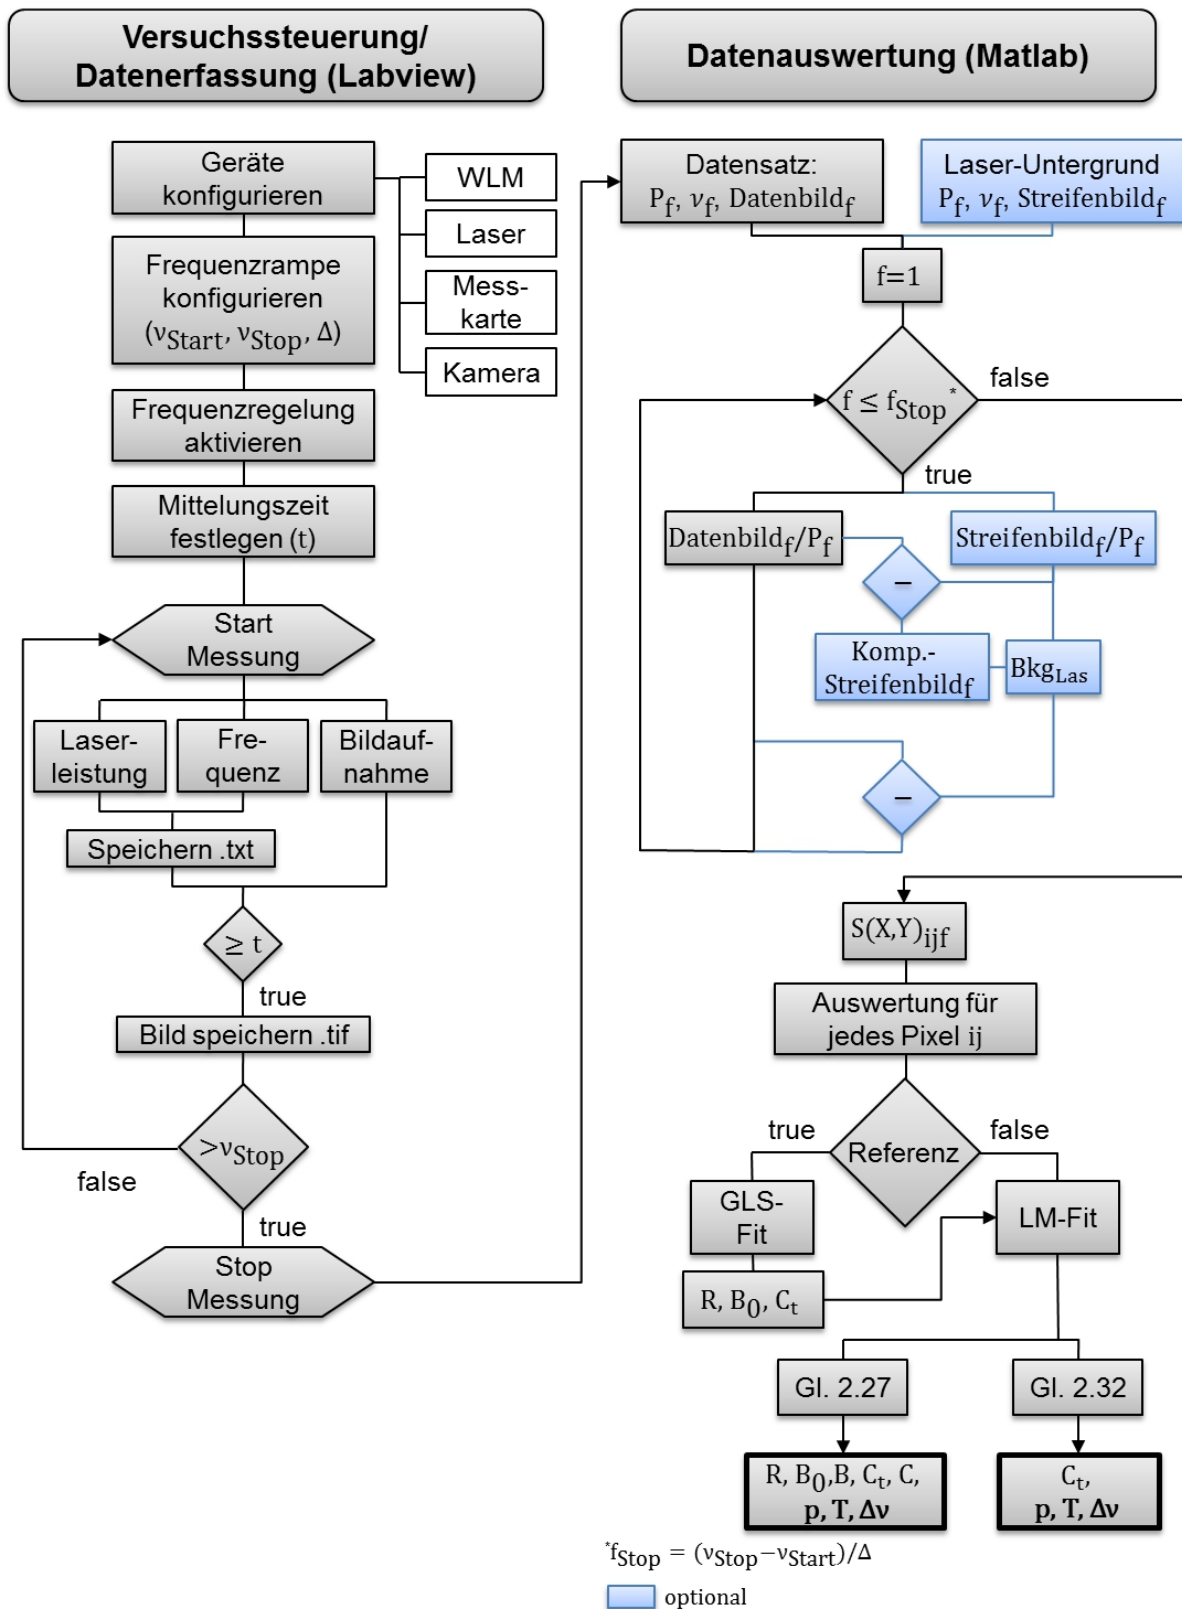 Versuchssteuerung/
Datenerfassung (Labview)
Geräte
konfigurieren
WLM
Laser
Mess-
karte
Kamera
Frequenzrampe
konfigurieren
(νStart, νStop, Δ)
Frequenzregelung
aktivieren
Mittelungszeit
festlegen (t)
Start
Messung
Laser-
leistung
Fre-
quenz
Bildauf-
nahme
Speichern .txt
≥ t
true
Bild speichern .tif
>νStop
false
true
Stop
Messung
Datenauswertung (Matlab)
Datensatz:
Pf, νf, Datenbildf
Laser-Untergrund
Pf, νf, Streifenbildf
f=1
f ≤ fStop*
false
true
Datenbildf/Pf
Streifenbildf/Pf
−
Komp.-
Streifenbildf
BkgLas
−
S(X,Y)ijf
Auswertung für
jedes Pixel ij
Referenz
true
false
GLS-
Fit
LM-Fit
R, B0, Ct
Gl. 2.27
Gl. 2.32
R, B0,B, Ct, C,
p, T, Δν
Ct,
p, T, Δν
*fStop = (νStop−νStart)/Δ
optional